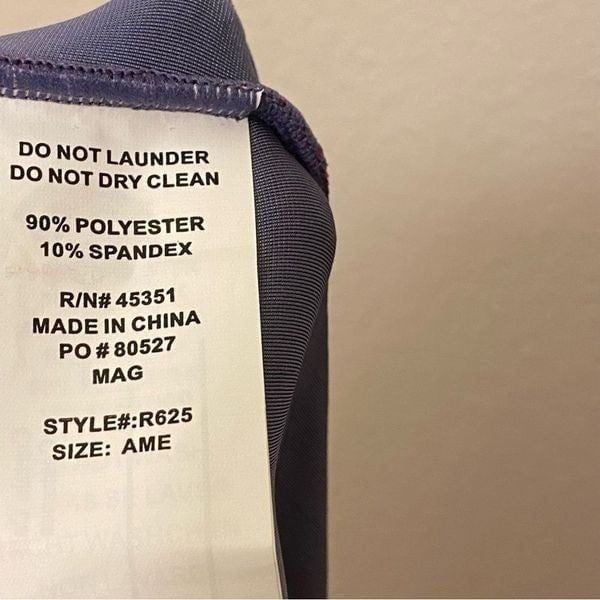 DO NOT LAUNDER
DO NOT DRY CLEAN
90% POLYESTER
10% SPANDEX
R/N# 45351
MADE IN CHINA
PO # 80527
MAG
STYLE#:R625
SIZE: AME